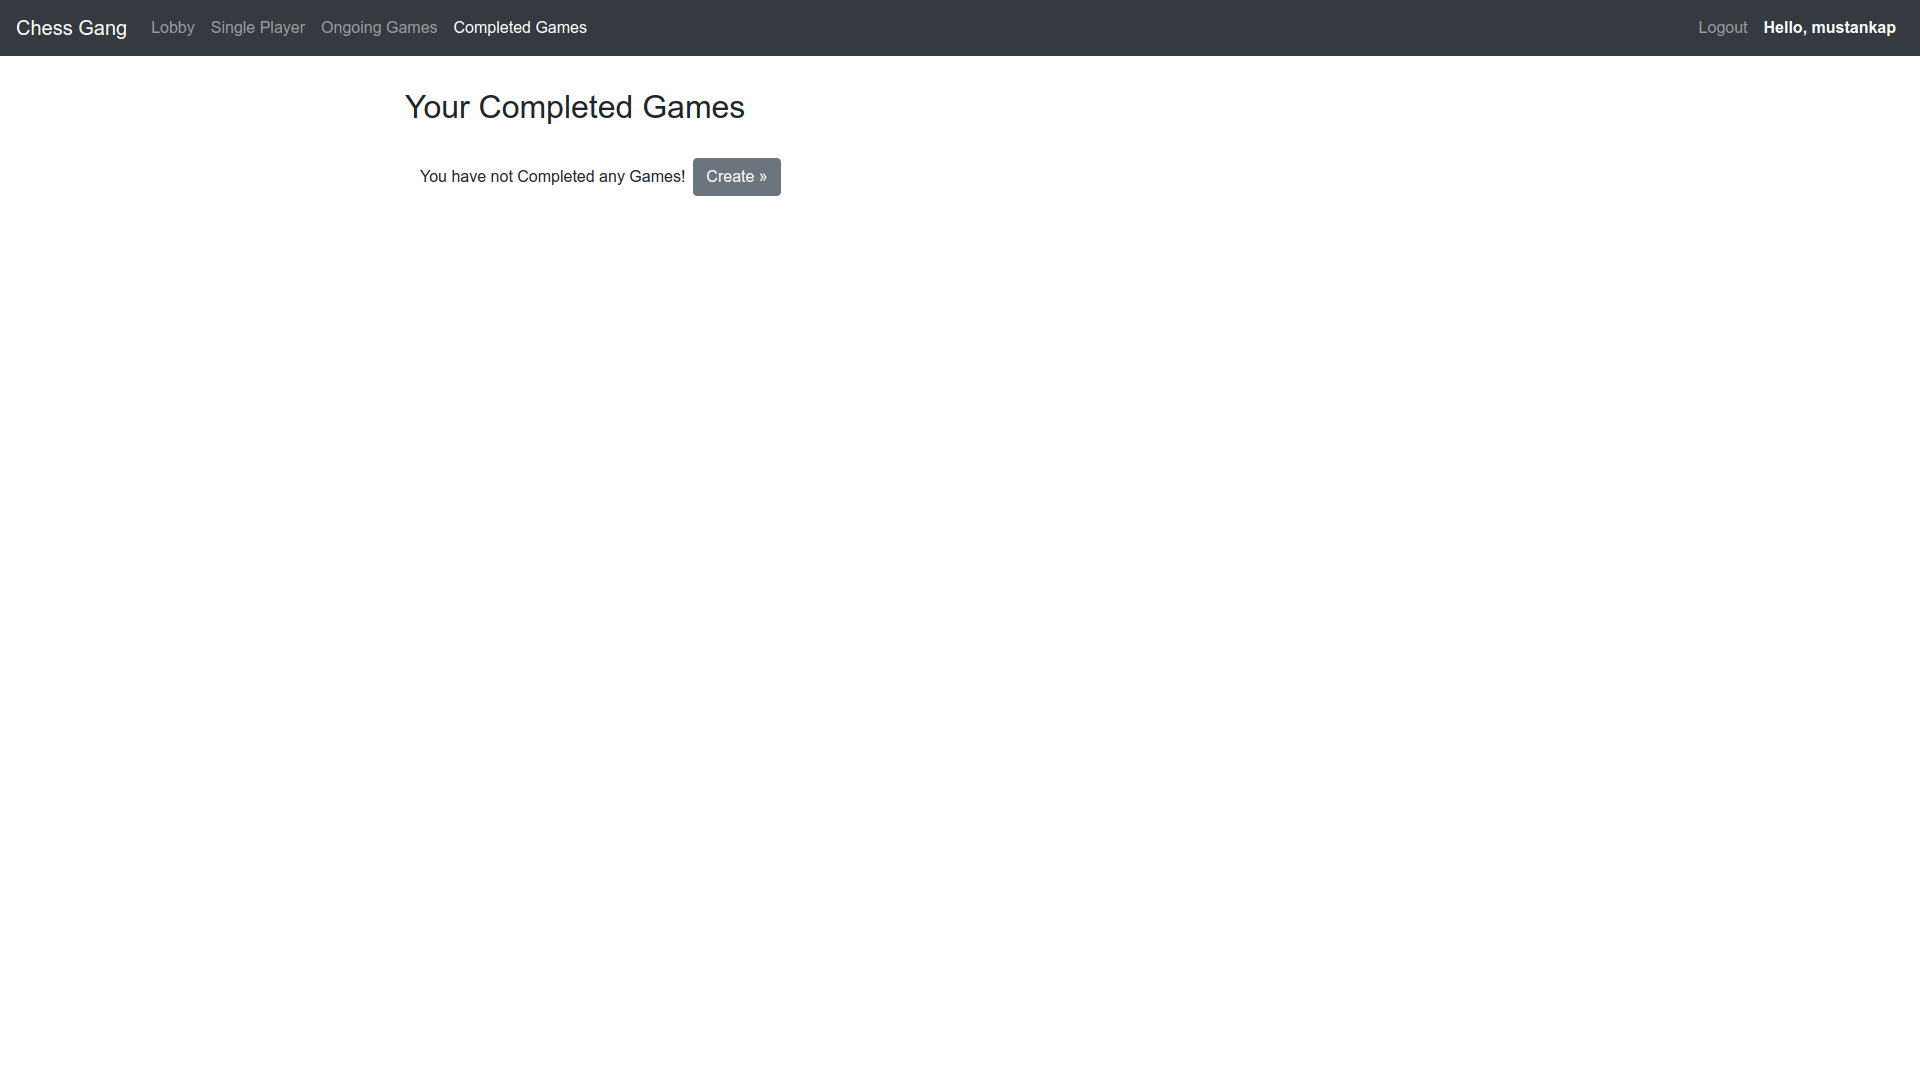 Chess Gang Lobby Single Player Ongoing Games Completed Games Logout Hello, mustankap
Your Completed Games
You have not Completed any Games! Create »